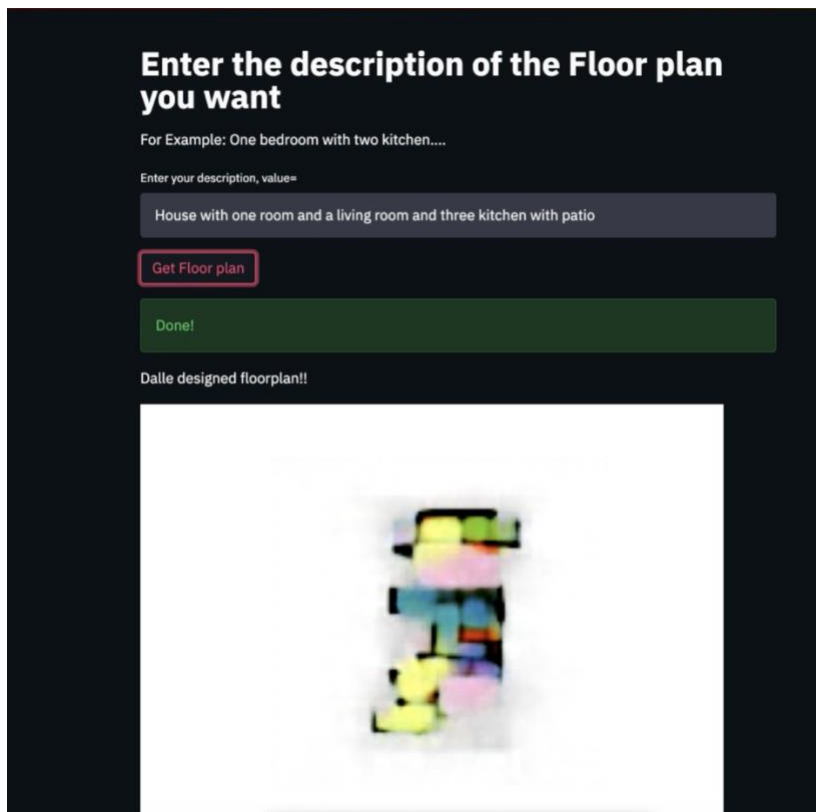 Enter the description of the Floor plan
you want
For Example: One bedroom with two kitchen....
Enter your description, value=
House with one room and a living room and three kitchen with patio
Get Floor plan
Done!
Dalle designed floorplan!!